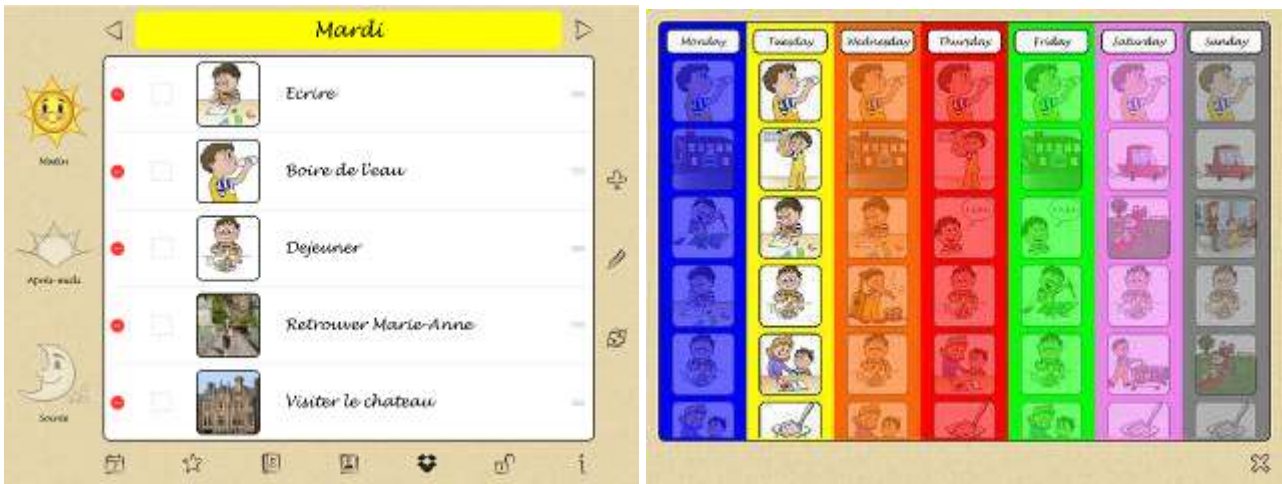 Mardi
Ecrire
Matin
Boire de l'eau
Dejeuner
Après-midi
Retrouver Marie-Anne
Visiter le chateau
Soirée
Monday Tuesday Wednesday Thursday Friday Saturday Sunday